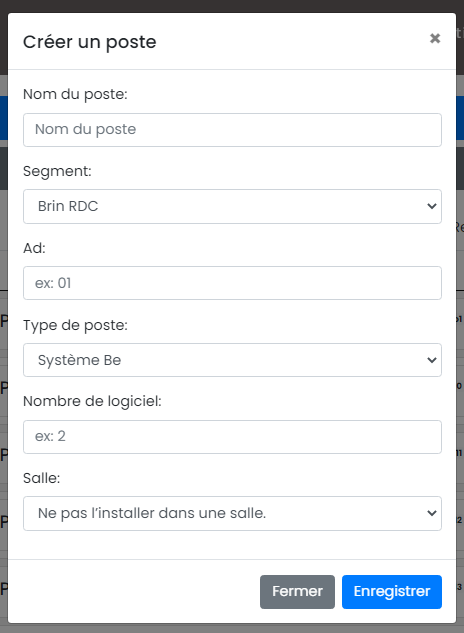 Créer un poste
×
Nom du poste:
Nom du poste
Segment:
Brin RDC
Ad:
ex: 01
Type de poste:
Système Be
Nombre de logiciel:
ex: 2
Salle:
Ne pas l’installer dans une salle.
Fermer
Enregistrer